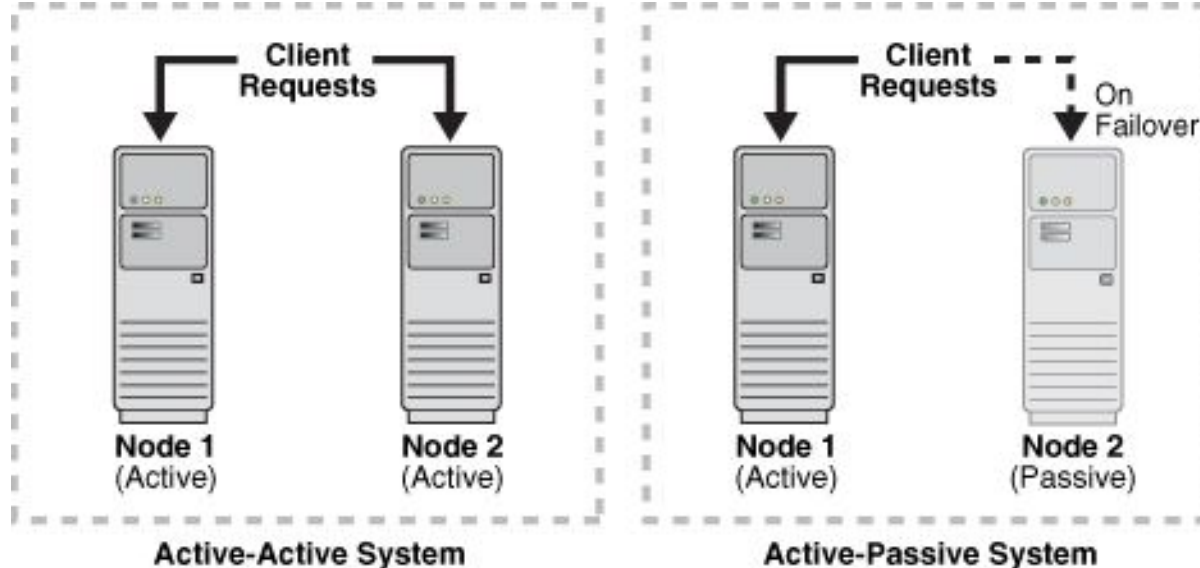 Client
Requests
Node 1
(Active)
Node 2
(Active)
Active-Active System
Client
Requests
On
Failover
Node 1
(Active)
Node 2
(Passive)
Active-Passive System